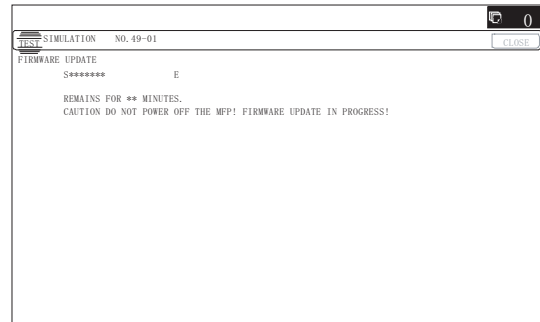 0
TEST SIMULATION NO. 49-01 CLOSE
FIRMWARE UPDATE
S******* E
REMAINS FOR ** MINUTES.
CAUTION DO NOT POWER OFF THE MFP! FIRMWARE UPDATE IN PROGRESS!